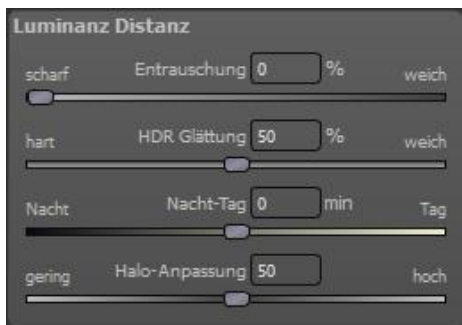 Luminanz Distanz
Entrauschung 0 %
scharf weich
HDR Glättung 50 %
hart weich
Nacht-Tag 0 min
Nacht Tag
Halo-Anpassung 50
gering hoch